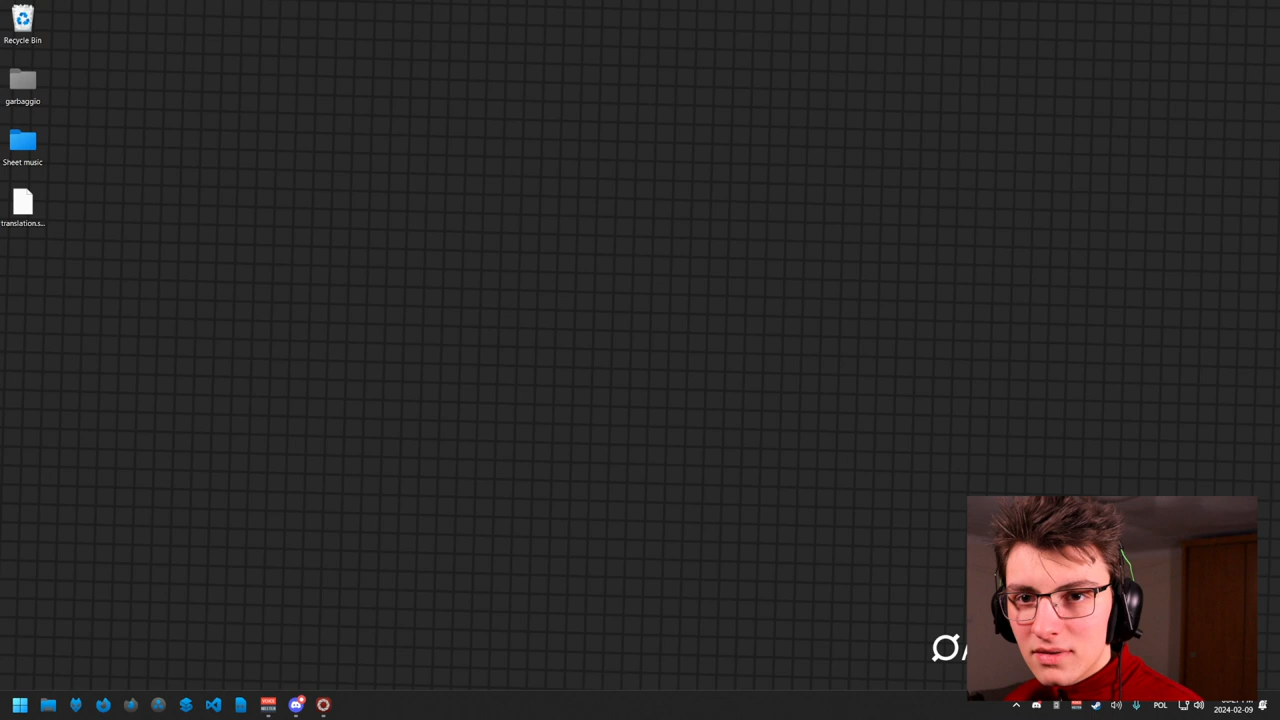 Recycle Bin
garbaggio
Sheet music
translation.s...
POL
2024-02-09